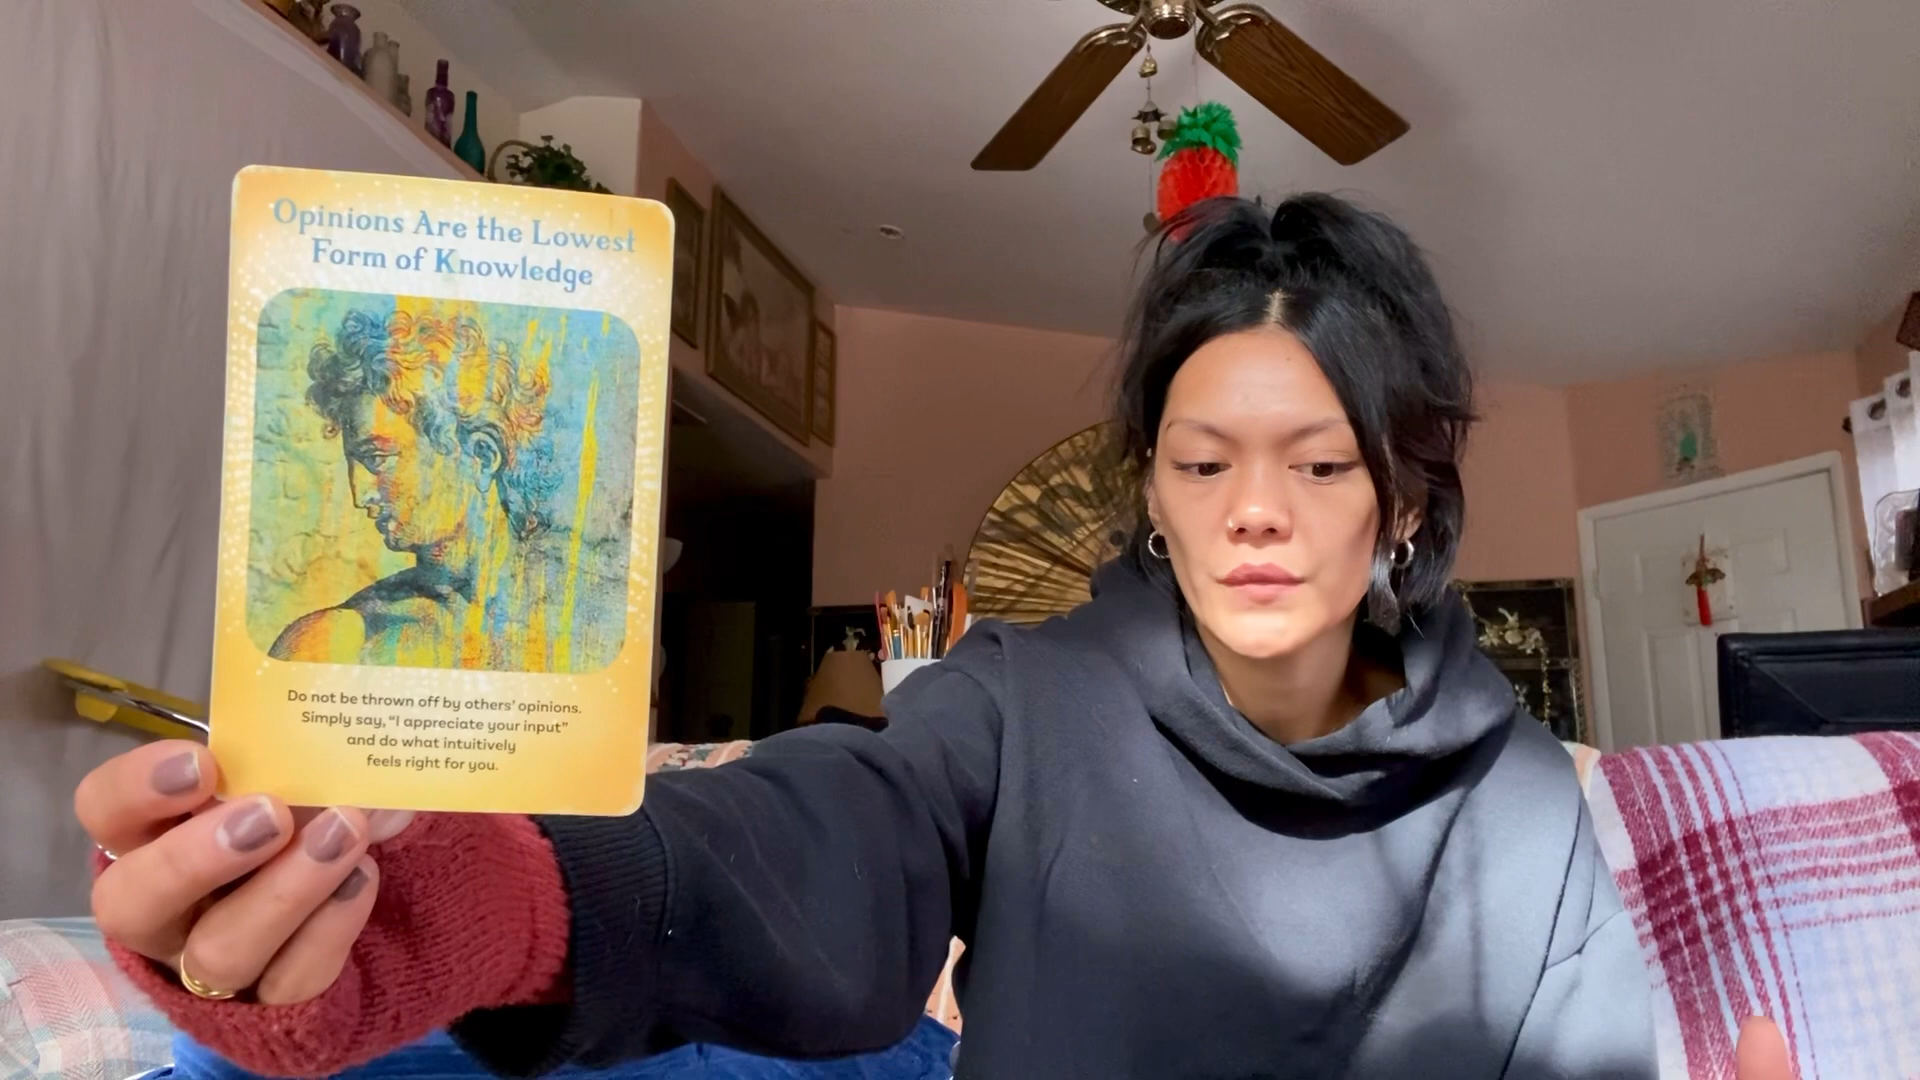 Opinions Are the Lowest
Form of Knowledge
Do not be thrown off by others’ opinions.
Simply say, “I appreciate your input”
and do what intuitively
feels right for you.